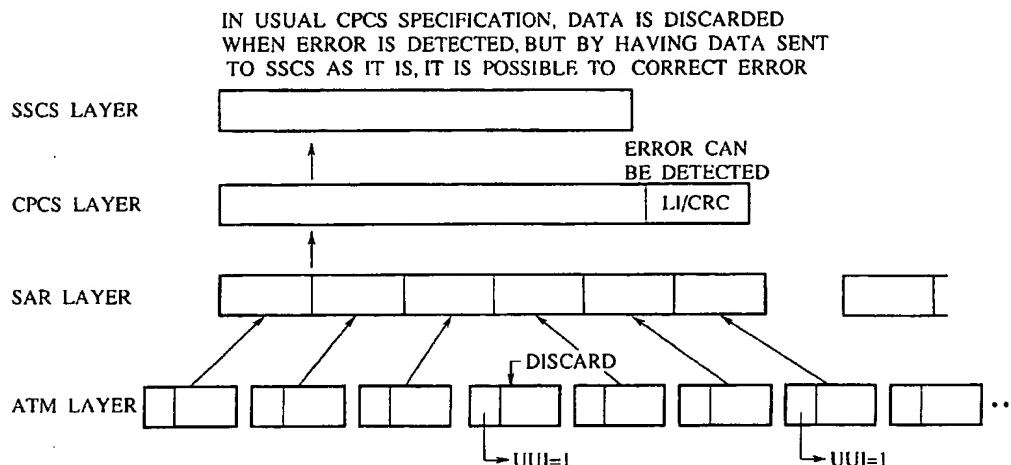 IN USUAL CPCS SPECIFICATION, DATA IS DISCARDED
WHEN ERROR IS DETECTED, BUT BY HAVING DATA SENT
TO SSCS AS IT IS, IT IS POSSIBLE TO CORRECT ERROR
SSCS LAYER
ERROR CAN
BE DETECTED
CPCS LAYER
LI/CRC
SAR LAYER
DISCARD
ATM LAYER
UUI=1
UUI=1